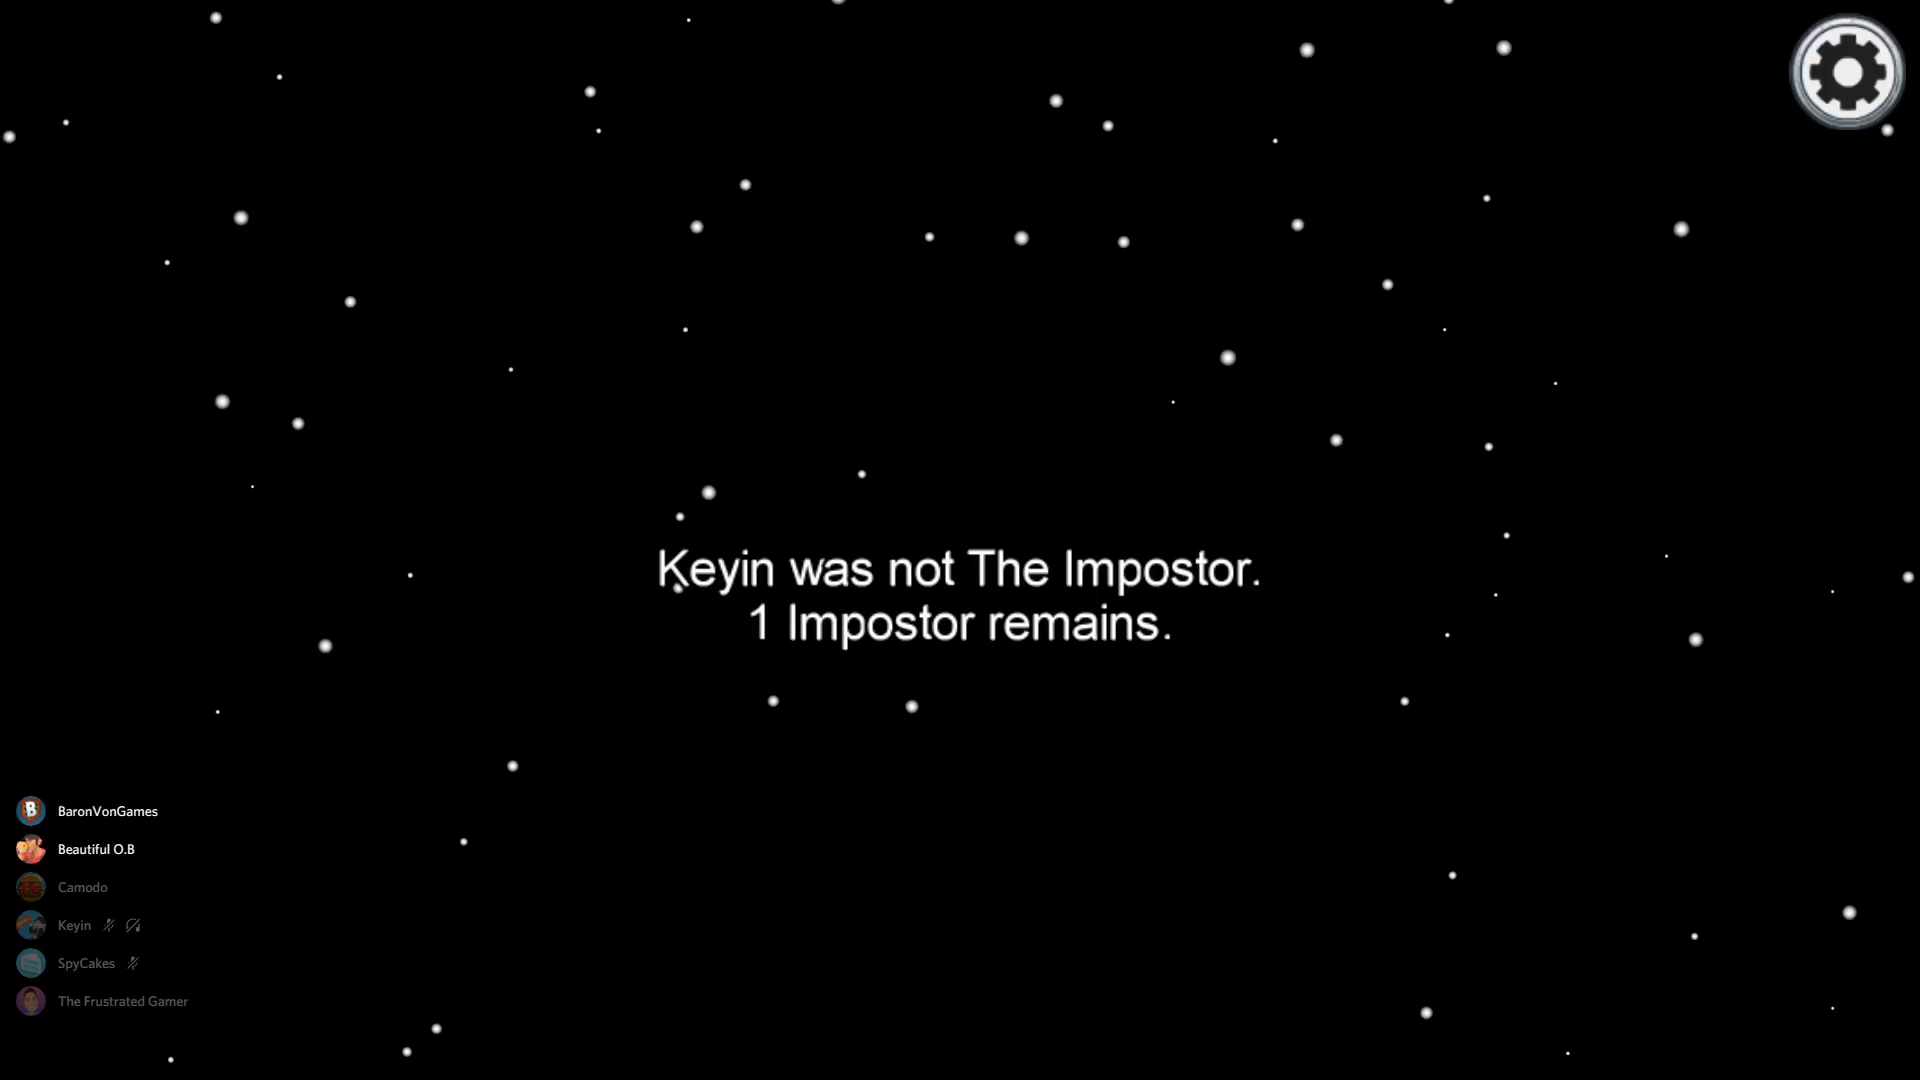 Keyin was not The Impostor.
1 Impostor remains.
B BaronVonGames
Beautiful O.B
Camodo
Keyin
SpyCakes
The Frustrated Gamer